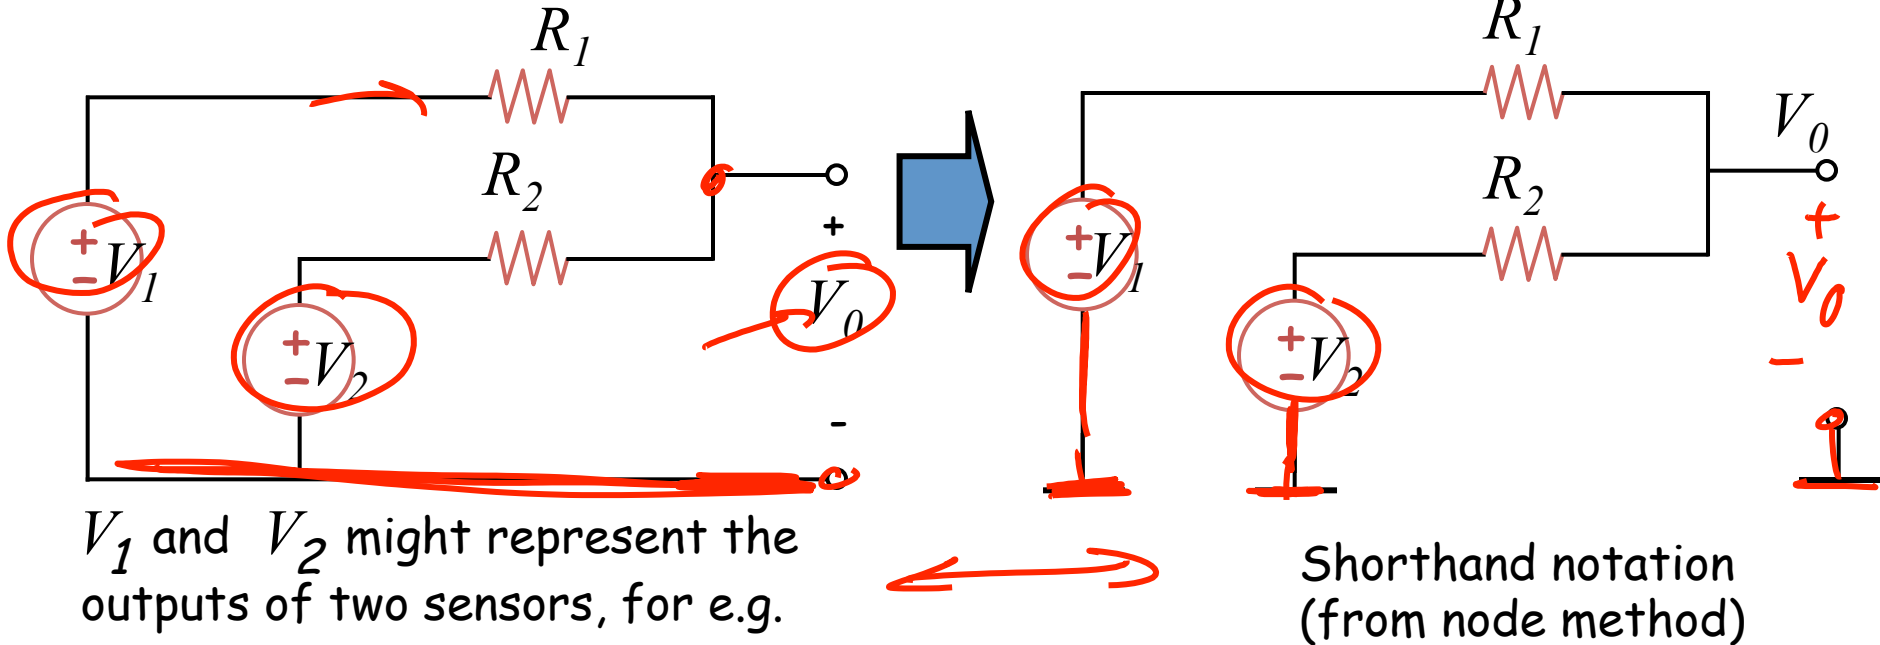 R1
R1
V0
R2
R2
+
+
+
V1
-
+
V1
-
V0
V0
+
V2
-
+
V2
-
-
-
V1 and V2 might represent the
outputs of two sensors, for e.g.
Shorthand notation
(from node method)